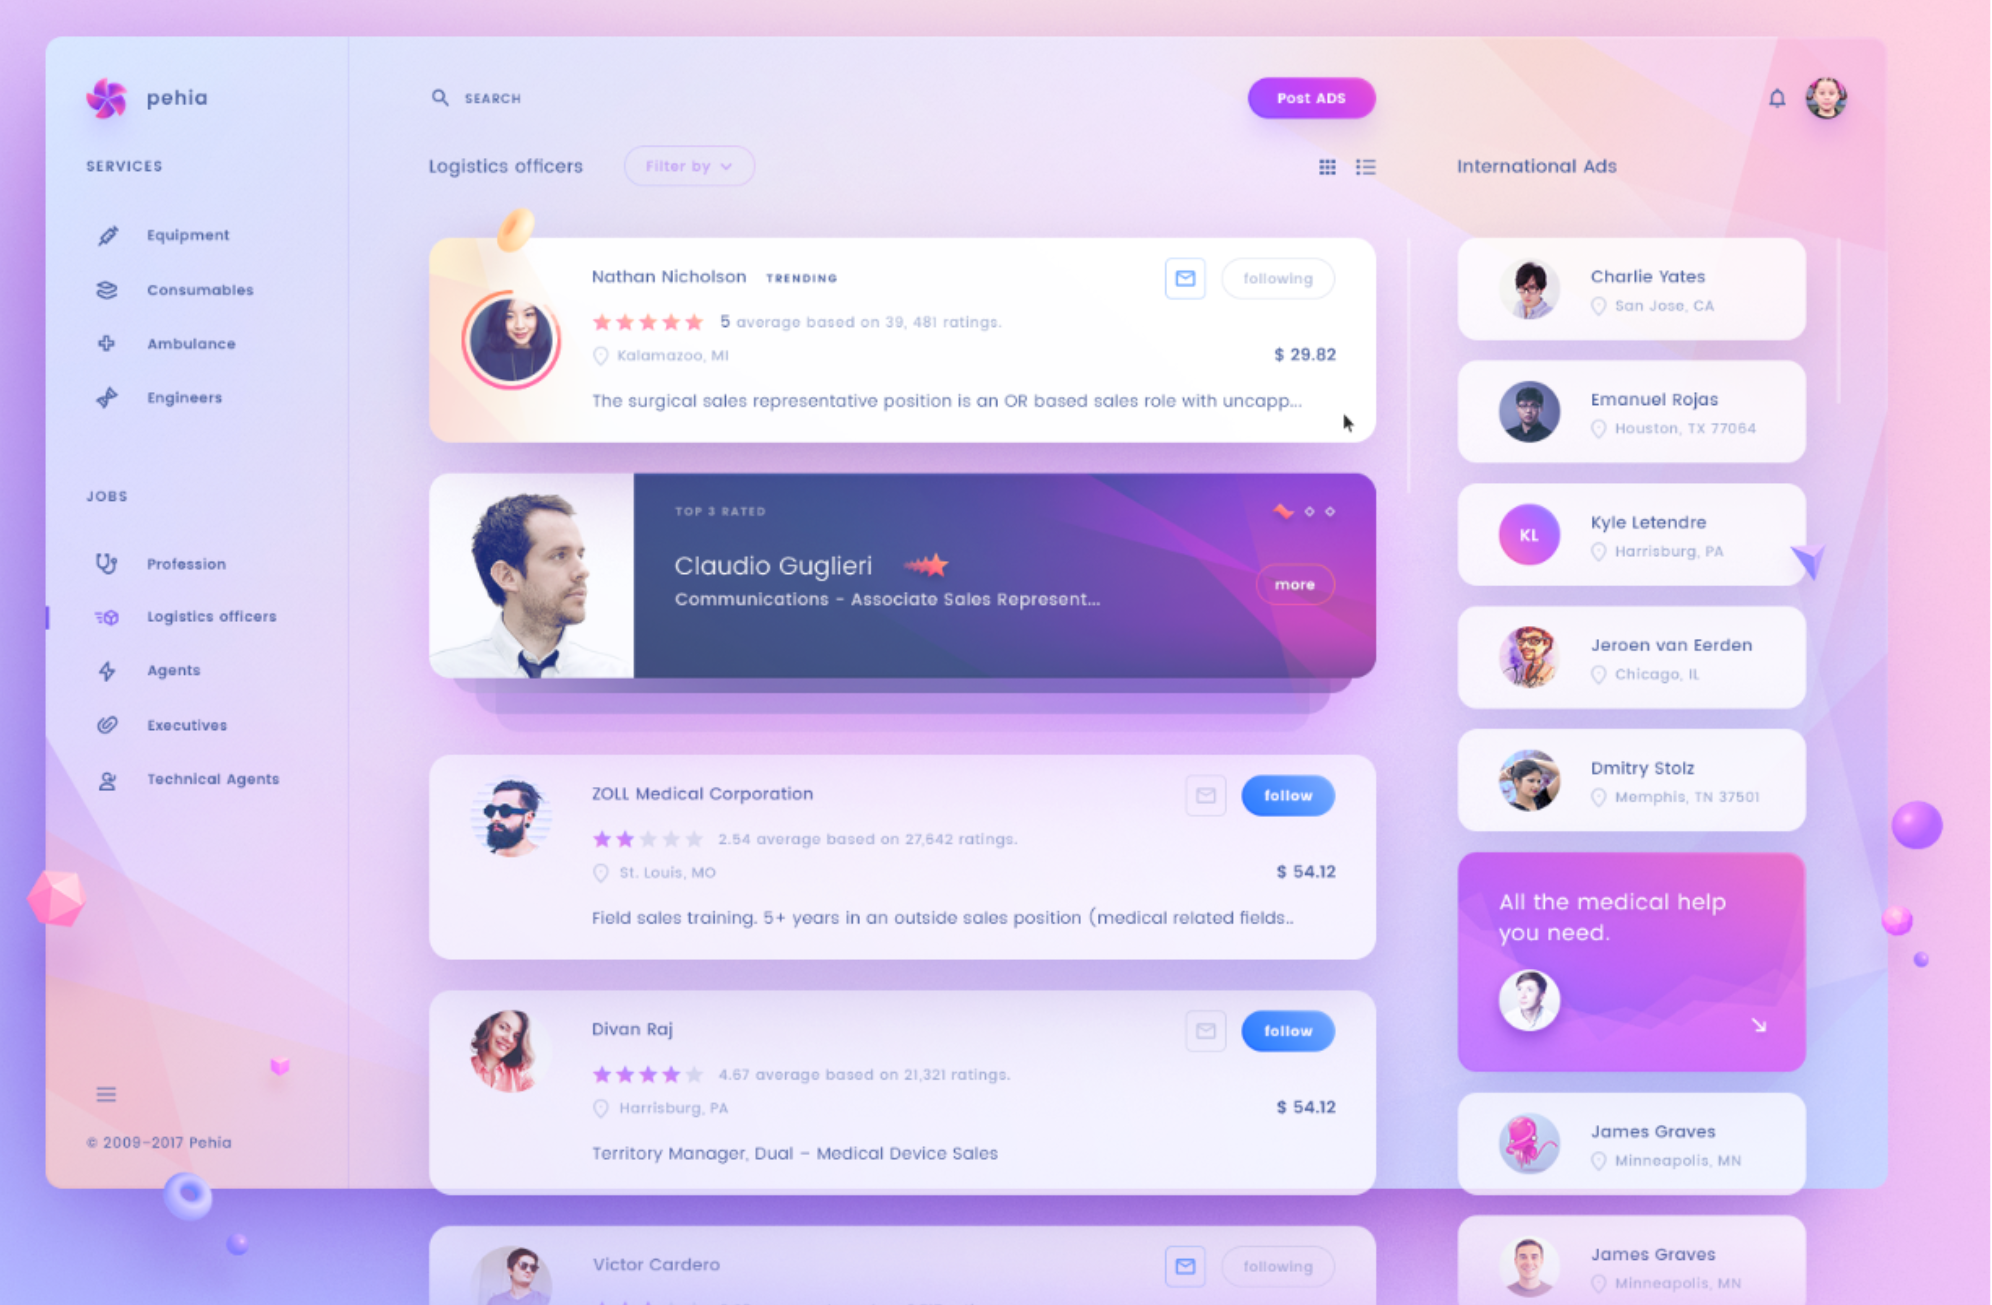 pehia
SEARCH
Post ADS
SERVICES
Equipment
Consumables
Ambulance
Engineers
JOBS
Profession
Logistics officers
Agents
Executives
Technical Agents
© 2009-2017 Pehia
Logistics officers
Filter by
Nathan Nicholson TRENDING
following
5 average based on 39, 481 ratings.
Kalamazoo, MI
$ 29.82
The surgical sales representative position is an OR based sales role with uncapp...
TOP 3 RATED
Claudio Guglieri
Communications - Associate Sales Represent...
more
ZOLL Medical Corporation
follow
2.54 average based on 27,642 ratings.
St. Louis, MO
$ 54.12
Field sales training. 5+ years in an outside sales position (medical related fields..
Divan Raj
follow
4.67 average based on 21,321 ratings.
Harrisburg, PA
$ 54.12
Territory Manager, Dual – Medical Device Sales
Victor Cardero
following
International Ads
Charlie Yates
San Jose, CA
Emanuel Rojas
Houston, TX 77064
KL
Kyle Letendre
Harrisburg, PA
Jeroen van Eerden
Chicago, IL
Dmitry Stolz
Memphis, TN 37501
All the medical help
you need.
James Graves
Minneapolis, MN
James Graves
Minneapolis, MN